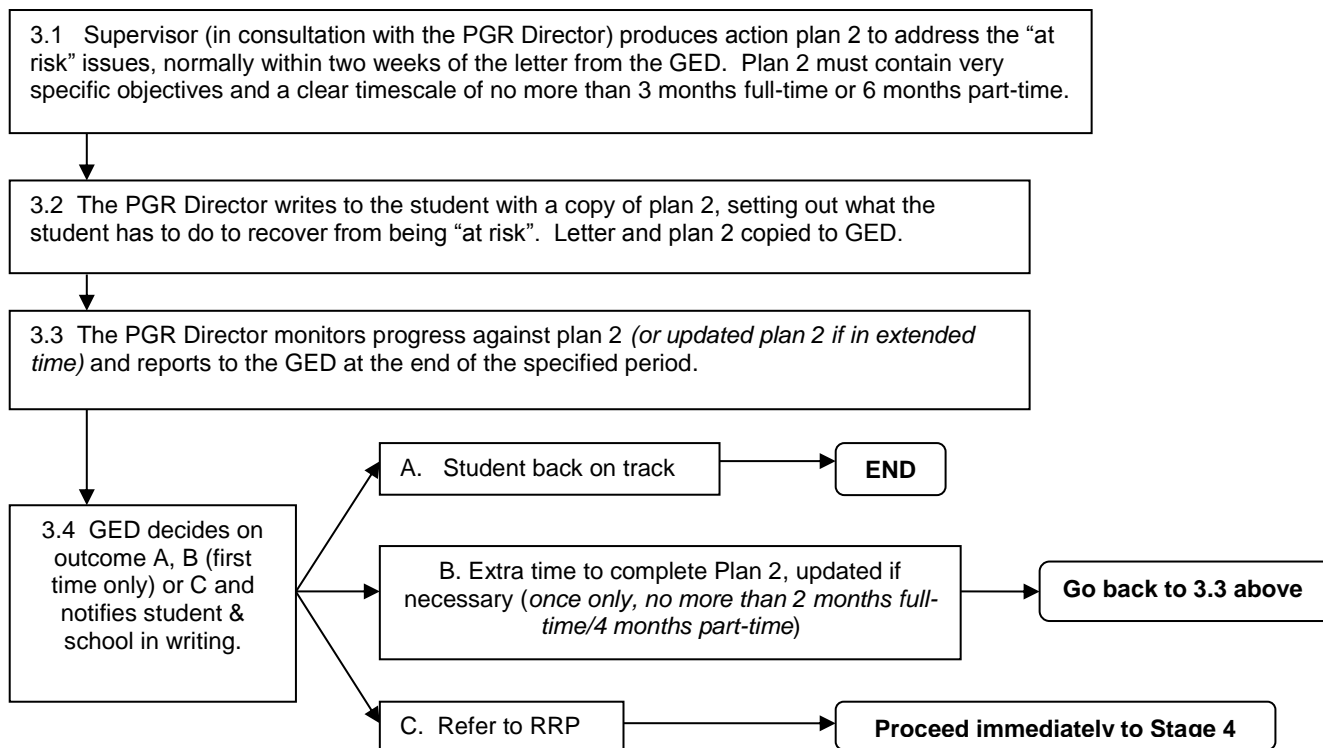 3.1 Supervisor (in consultation with the PGR Director) produces action plan 2 to address the “at
risk” issues, normally within two weeks of the letter from the GED. Plan 2 must contain very
specific objectives and a clear timescale of no more than 3 months full-time or 6 months part-time.
3.2 The PGR Director writes to the student with a copy of plan 2, setting out what the
student has to do to recover from being “at risk”. Letter and plan 2 copied to GED.
3.3 The PGR Director monitors progress against plan 2 (or updated plan 2 if in extended
time) and reports to the GED at the end of the specified period.
A. Student back on track
END
3.4 GED decides on
outcome A, B (first
time only) or C and
notifies student &
school in writing.
B. Extra time to complete Plan 2, updated if
necessary (once only, no more than 2 months full-
time/4 months part-time)
Go back to 3.3 above
C. Refer to RRP
Proceed immediately to Stage 4